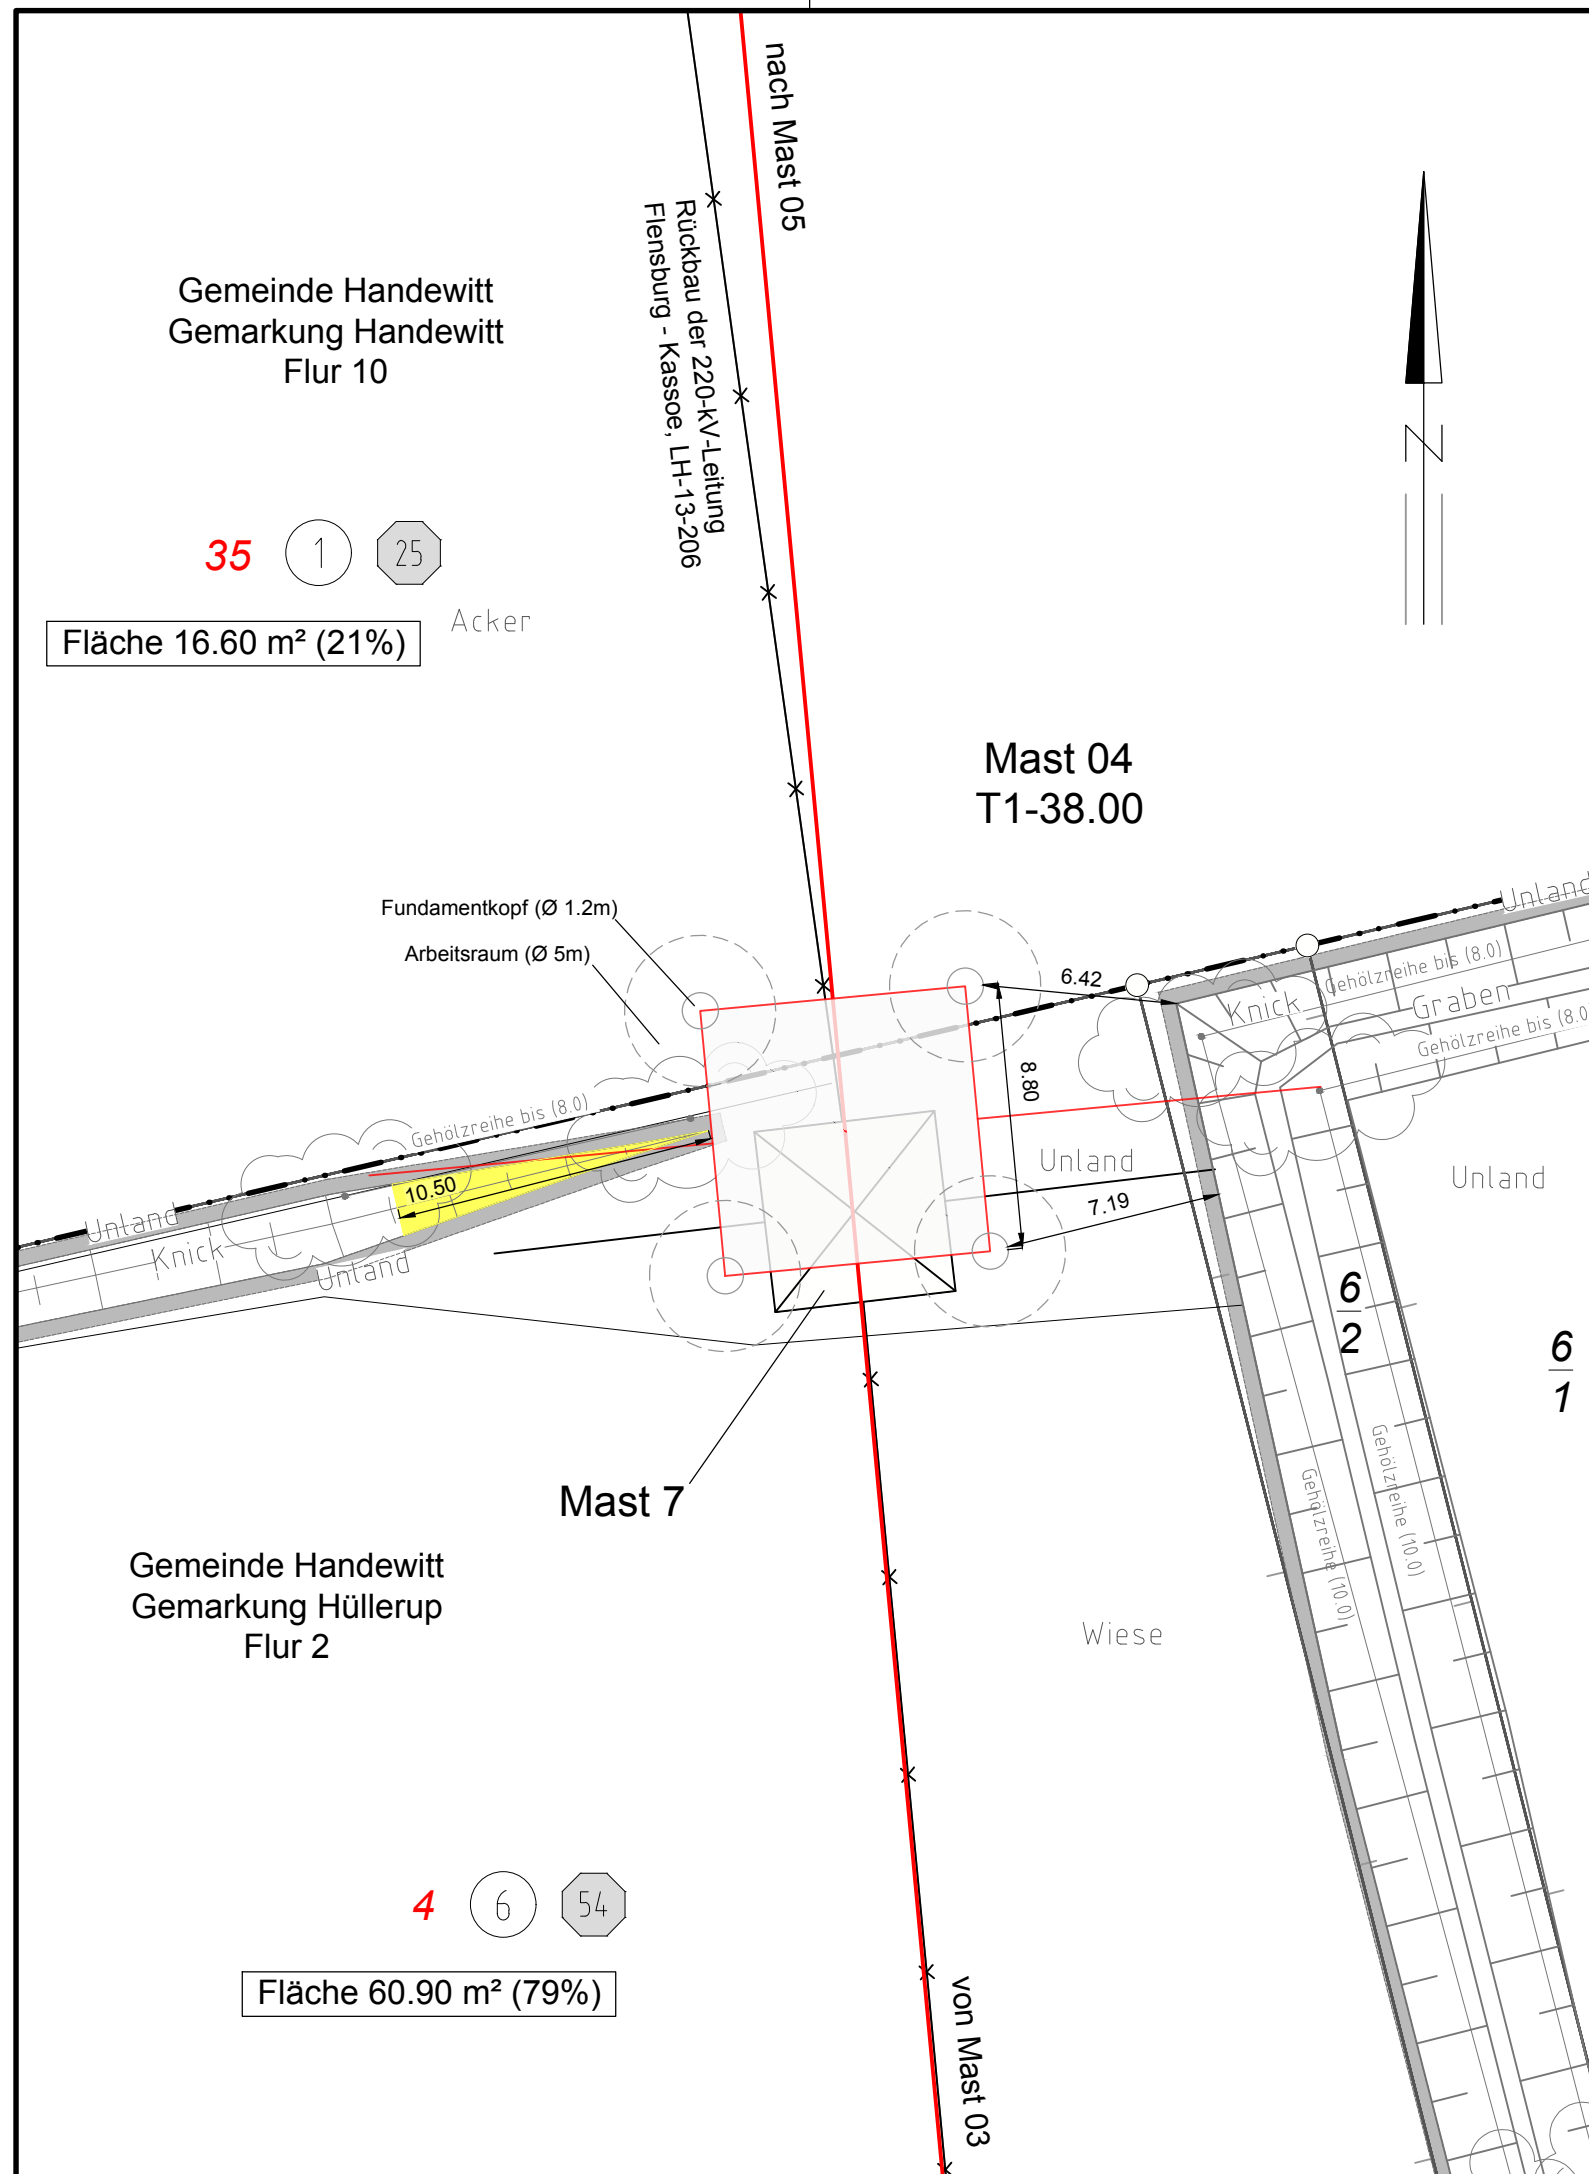 nach Mast 05
Rückbau der 220-kV-Leitung
Flensburg - Kassoe, LH-13-206
Gemeinde Handewitt
Gemarkung Handewitt
Flur 10
N
35 1 25
Fläche 16.60 m² (21%)
Acker
Mast 04
T1-38.00
Fundamentkopf (Ø 1.2m)
Arbeitsraum (Ø 5m)
Unland
6.42
Gehölzreihe bis (8.0)
Knick
Graben
Gehölzreihe bis (8.0)
8.80
Gehölzreihe bis (8.0)
Unland
Unland
10.50
7.19
Unland
Knick
Unland
6
2
6
1
Mast 7
Gehölzreihe (10.0)
Gehölzreihe (10.0)
Gemeinde Handewitt
Gemarkung Hüllerup
Flur 2
Wiese
4 6 54
Fläche 60.90 m² (79%)
von Mast 03